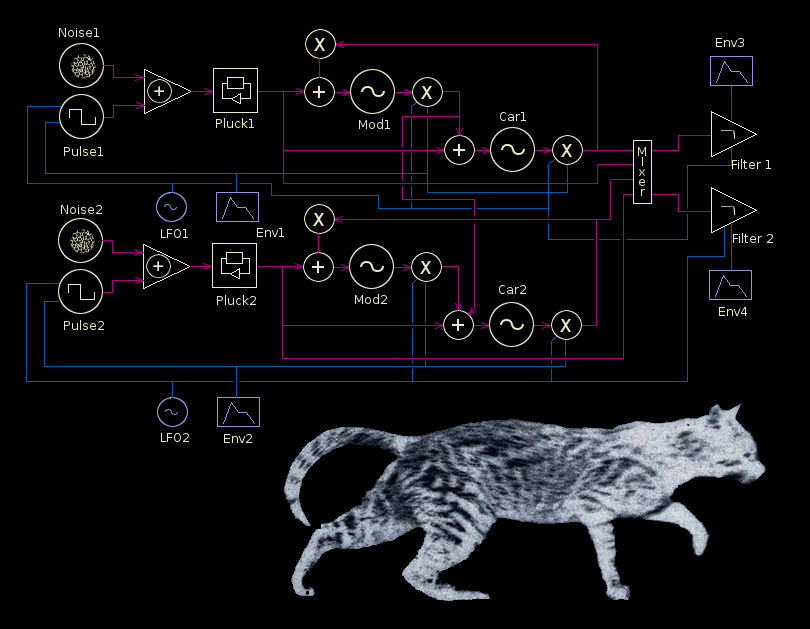 Noise1
Env3
Pulse1
Pluck1
+
X
+
Mod1
X
Car1
+
X
Mixer
Filter 1
LFO1
Env1
Noise2
Pulse2
+
Pluck2
X
+
Mod2
X
Car2
+
X
Filter 2
Env4
LFO2
Env2